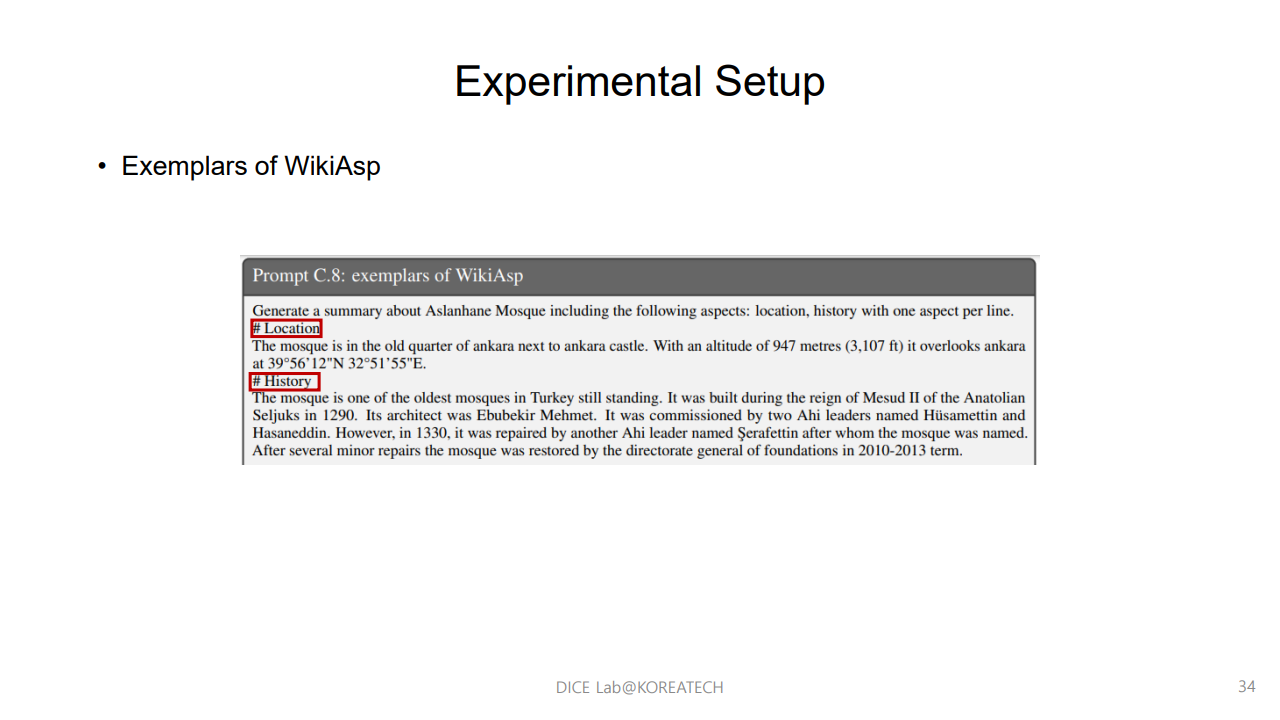 Experimental Setup
• Exemplars of WikiAsp
Prompt C.8: exemplars of WikiAsp
Generate a summary about Aslanhane Mosque including the following aspects: location, history with one aspect per line.
# Location
The mosque is in the old quarter of ankara next to ankara castle. With an altitude of 947 metres (3,107 ft) it overlooks ankara
at 39°56’12"N 32°51’55"E.
# History
The mosque is one of the oldest mosques in Turkey still standing. It was built during the reign of Mesud II of the Anatolian
Seljuks in 1290. Its architect was Ebubekir Mehmet. It was commissioned by two Ahi leaders named Hüsamettin and
Hasaneddin. However, in 1330, it was repaired by another Ahi leader named Şerafettin after whom the mosque was named.
After several minor repairs the mosque was restored by the directorate general of foundations in 2010-2013 term.
DICE Lab@KOREATECH
34